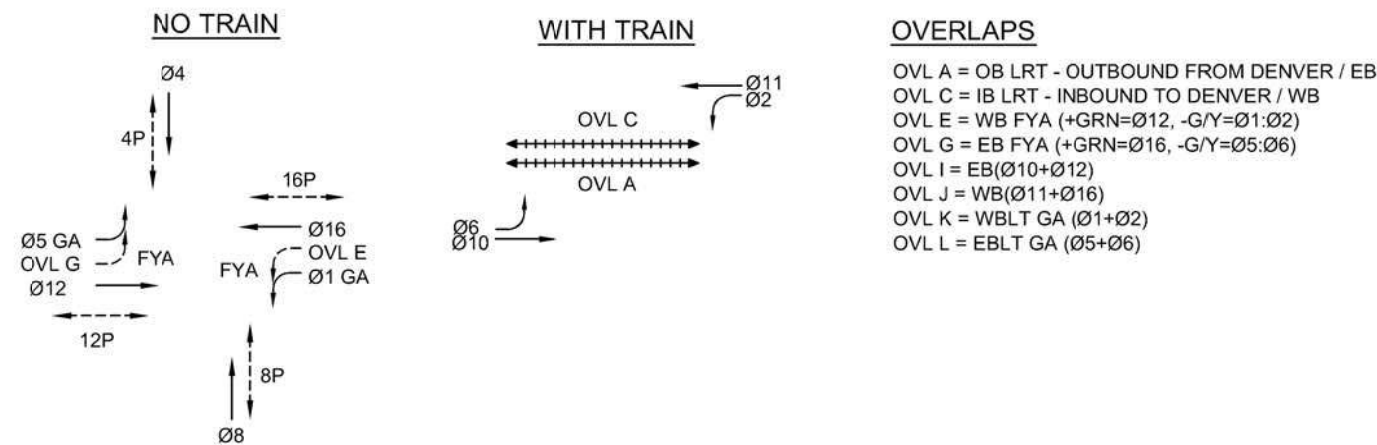 NO TRAIN
Ø4
4P
16P
Ø16
OVL E
Ø1 GA
FYA
Ø5 GA
OVL G
FYA
Ø12
12P
8P
Ø8
WITH TRAIN
Ø11
Ø2
OVL C
OVL A
Ø6
Ø10
OVERLAPS
OVL A = OB LRT - OUTBOUND FROM DENVER / EB
OVL C = IB LRT - INBOUND TO DENVER / WB
OVL E = WB FYA (+GRN=Ø12, -G/Y=Ø1:Ø2)
OVL G = EB FYA (+GRN=Ø16, -G/Y=Ø5:Ø6)
OVL I = EB(Ø10+Ø12)
OVL J = WB(Ø11+Ø16)
OVL K = WBLT GA (Ø1+Ø2)
OVL L = EBLT GA (Ø5+Ø6)